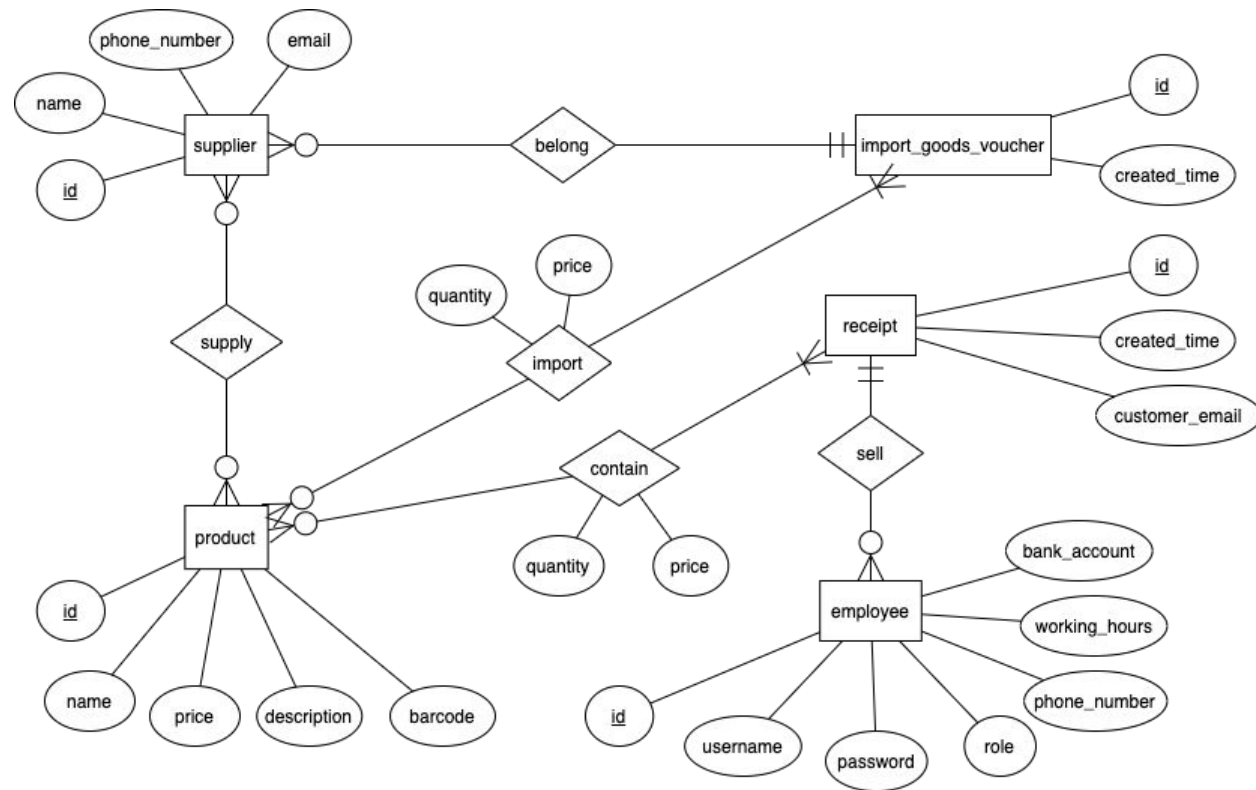 phone_number
email
name
id
supplier
belong
import_goods_voucher
id
created_time
supply
quantity
price
import
receipt
id
created_time
customer_email
contain
quantity
price
sell
product
id
name
price
description
barcode
employee
bank_account
working_hours
phone_number
id
username
password
role